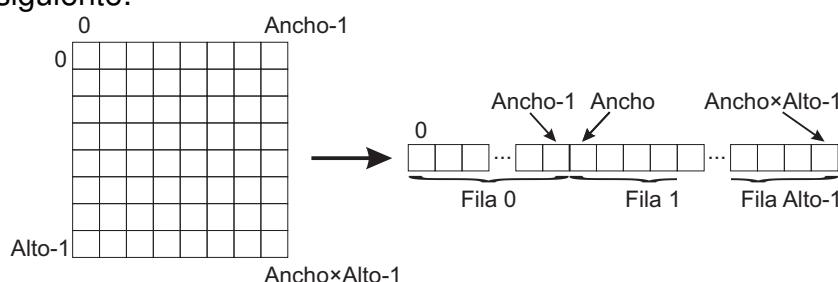 siguiente:
0 Ancho-1
0
Ancho-1 Ancho Ancho×Alto-1
0
... ...
Fila 0 Fila 1 Fila Alto-1
Alto-1
Ancho×Alto-1